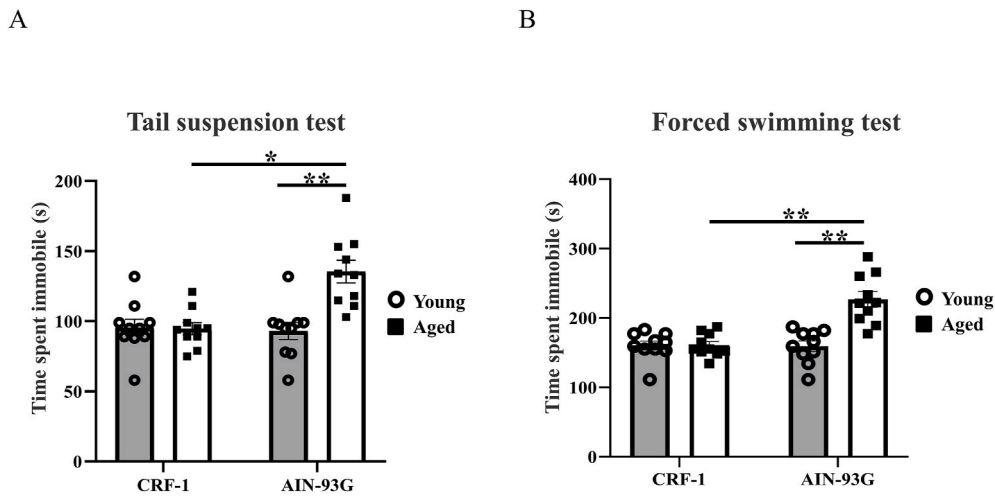 A
B
Tail suspension test
Forced swimming test
*
**
**
**
Time spent immobile (s)
200
150
100
50
0
CRF-1
AIN-93G
Young
Aged
Time spent immobile (s)
400
300
200
100
0
CRF-1
AIN-93G
Young
Aged